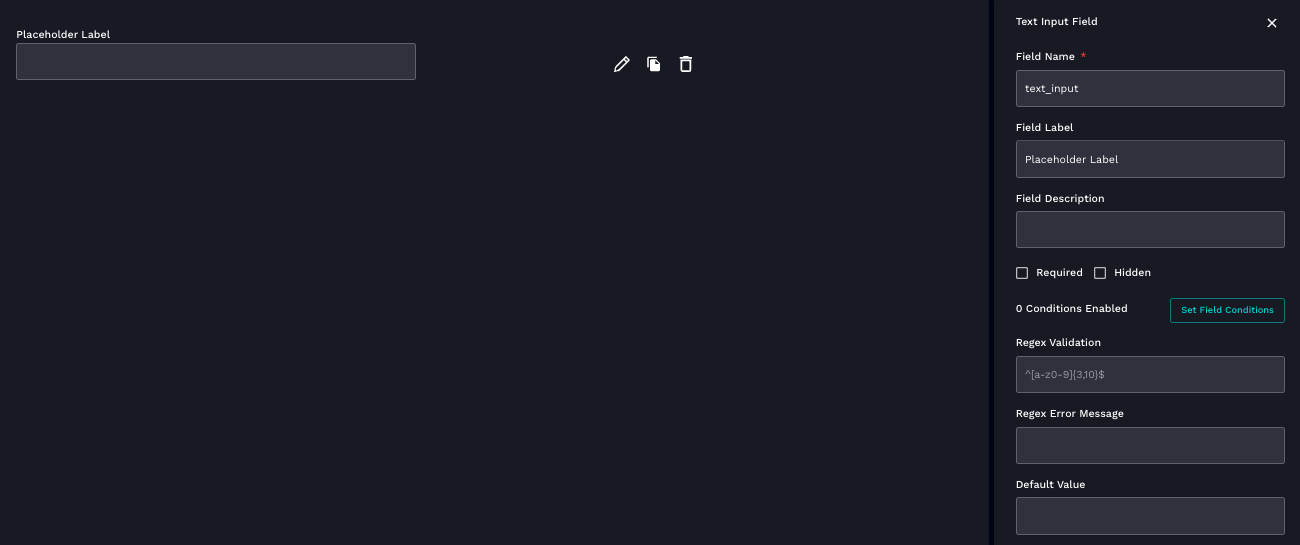 Placeholder Label
Text Input Field
Field Name *
text_input
Field Label
Placeholder Label
Field Description
Required Hidden
0 Conditions Enabled Set Field Conditions
Regex Validation
^[a-z0-9]{3,10}$
Regex Error Message
Default Value